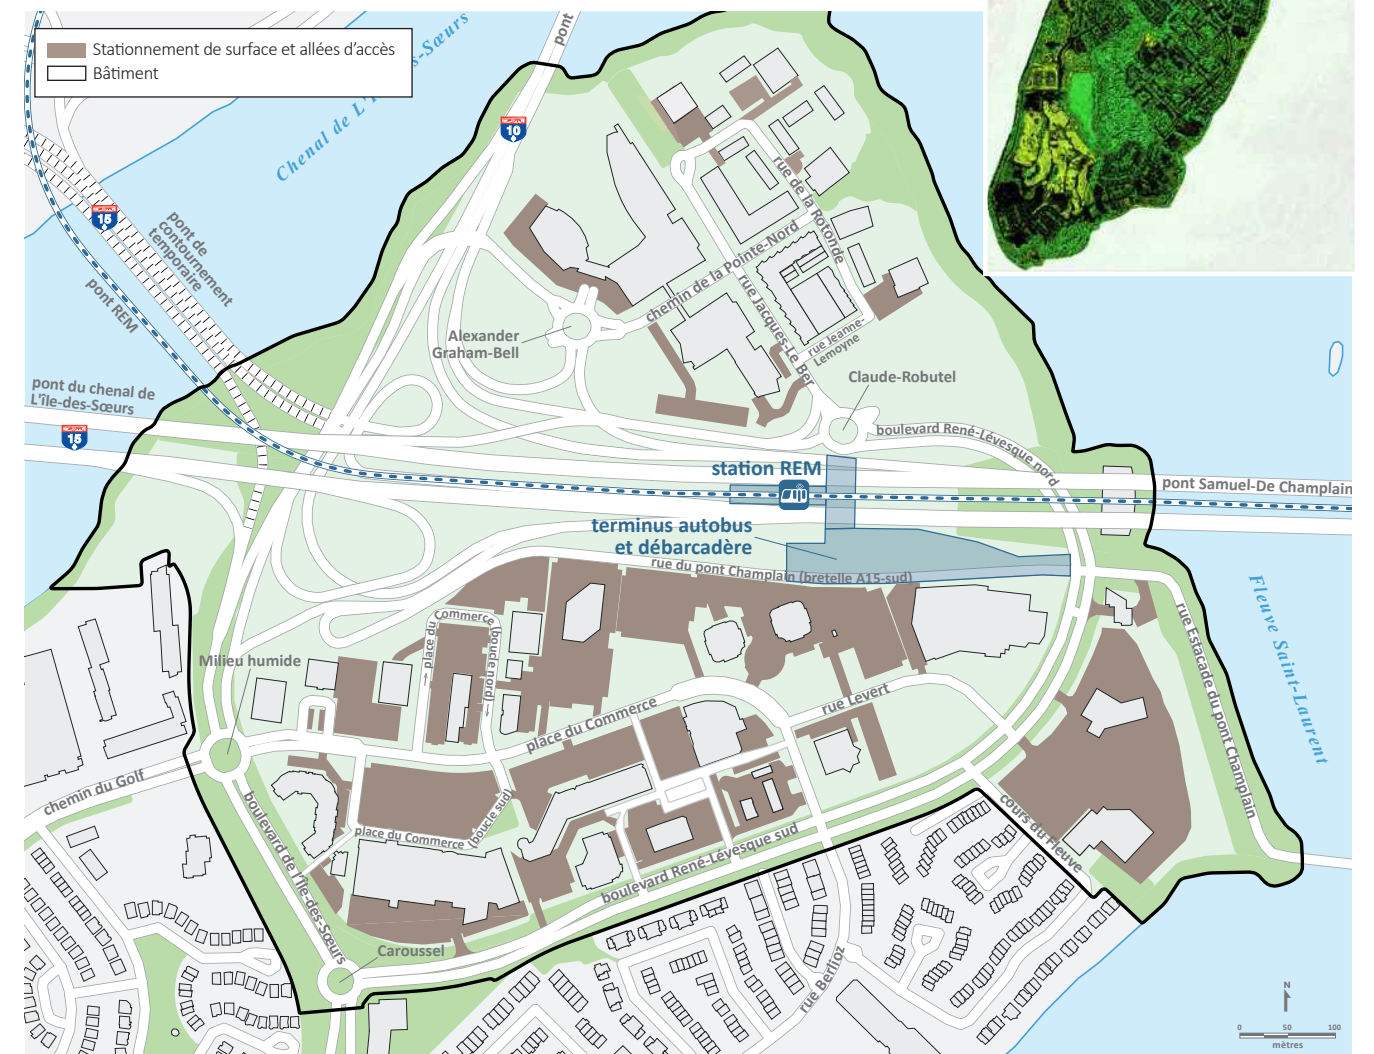 Stationnement de surface et allées d'accès
Bâtiment
pont
10
15
pont de
contournement
temporaire
pont REM
pont du chenal de
L'île-des-Sœurs
15
Alexander
Graham-Bell
chemin de la Pointe-Nord
rue de la Rotonde
rue Jacques-Le Ber
rue Jeanne-
Lemoyne
Claude-Robutel
boulevard René-Lévesque nord
station REM
pont Samuel-De Champlain
terminus autobus
et débarcadère
rue du pont Champlain (bretelle A15-sud)
Fleuve Saint-Laurent
rue Estacade du pont Champlain
place du Commerce (boucle nord)
Milieu humide
place du Commerce
rue Levert
chemin du Golf
boulevard de l'Île-des-Sœurs
place du Commerce (boucle sud)
boulevard René-Lévesque sud
cours du Fleuve
Caroussel
rue Berlioz
N
0 50 100
mètres